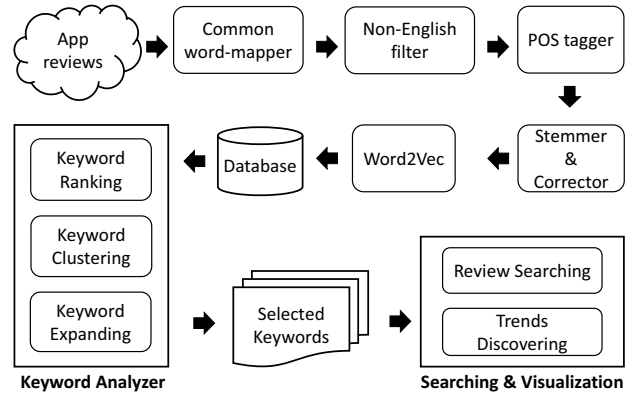 App
reviews
Common
word-mapper
Non-English
filter
POS tagger
Stemmer
&
Corrector
Word2Vec
Database
Keyword
Ranking
Keyword
Clustering
Keyword
Expanding
Keyword Analyzer
Selected
Keywords
Review Searching
Trends
Discovering
Searching & Visualization